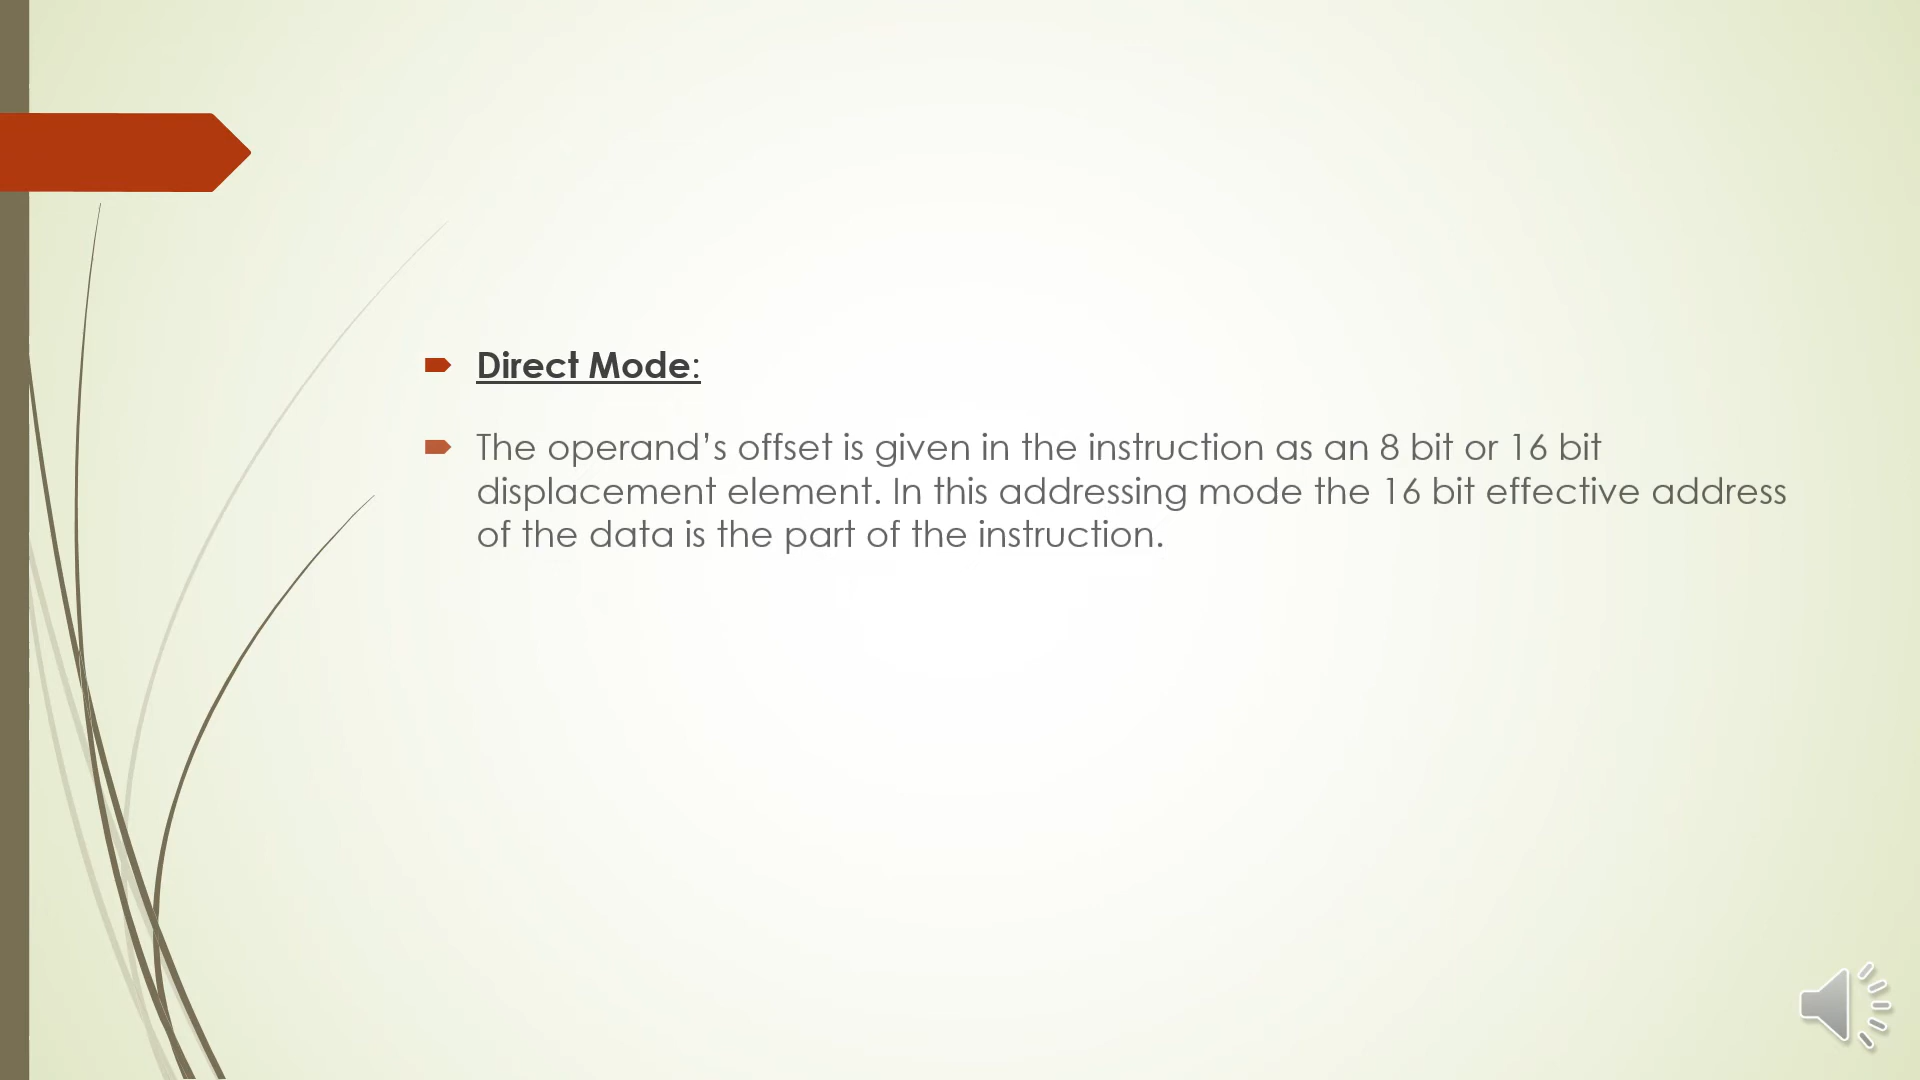 Direct Mode:
The operand’s offset is given in the instruction as an 8 bit or 16 bit
displacement element. In this addressing mode the 16 bit effective address
of the data is the part of the instruction.